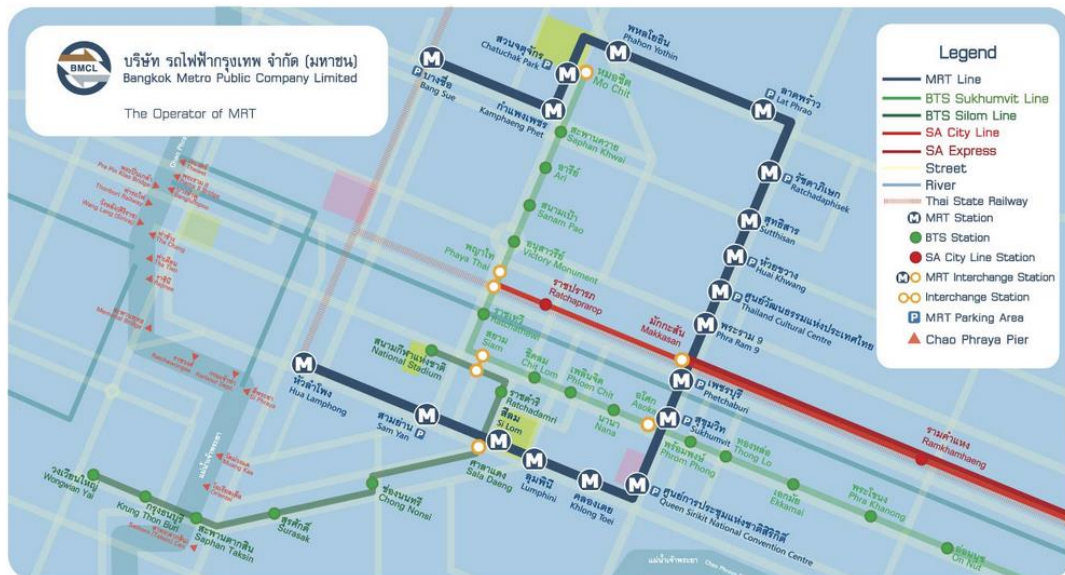 BMCL
บริษัท รถไฟฟ้ากรุงเทพ จำกัด (มหาชน)
Bangkok Metro Public Company Limited
The Operator of MRT
Legend
MRT Line
BTS Sukhumvit Line
BTS Silom Line
SA City Line
SA Express
Street
River
Thai State Railway
M MRT Station
BTS Station
SA City Line Station
M MRT Interchange Station
Interchange Station
P MRT Parking Area
Chao Phraya Pier
บางซื่อ
Bang Sue
กำแพงเพชร
Kamphaeng Phet
สวนจตุจักร
Chatuchak Park
พหลโยธิน
Phahon Yothin
ลาดพร้าว
Lat Phrao
รัชดาภิเษก
Ratchadaphisek
สุทธิสาร
Sutthisan
ห้วยขวาง
Huai Khwang
ศูนย์วัฒนธรรมแห่งประเทศไทย
Thailand Cultural Centre
พระราม 9
Phra Ram 9
เพชรบุรี
Phetchaburi
สุขุมวิท
Sukhumvit
ศูนย์การประชุมแห่งชาติสิริกิติ์
Queen Sirikit National Convention Centre
คลองเตย
Khlong Toei
ลุมพินี
Lumphini
สีลม
Si Lom
สามย่าน
Sam Yan
หัวลำโพง
Hua Lamphong
หมอชิต
Mo Chit
สะพานควาย
Saphan Khwai
อารีย์
Ari
สนามเป้า
Sanam Pao
อนุสาวรีย์
Victory Monument
พญาไท
Phaya Thai
ราชเทวี
Ratchathewi
สยาม
Siam
ชิดลม
Chit Lom
เพลินจิต
Phloen Chit
นานา
Nana
อโศก
Asoke
พร้อมพงษ์
Phrom Phong
ทองหล่อ
Thong Lo
เอกมัย
Ekkamai
พระโขนง
Phra Khanong
อ่อนนุช
On Nut
สนามกีฬาแห่งชาติ
National Stadium
ราชดำริ
Ratchadamri
ศาลาแดง
Sala Daeng
ช่องนนทรี
Chong Nonsi
สุรศักดิ์
Surasak
สะพานตากสิน
Saphan Taksin
กรุงธนบุรี
Krung Thon Buri
วงเวียนใหญ่
Wongwian Yai
ราชปรารภ
Ratchaprarop
มักกะสัน
Makkasan
รามคำแหง
Ramkhamhaeng
แม่น้ำเจ้าพระยา
แม่น้ำเจ้าพระยา